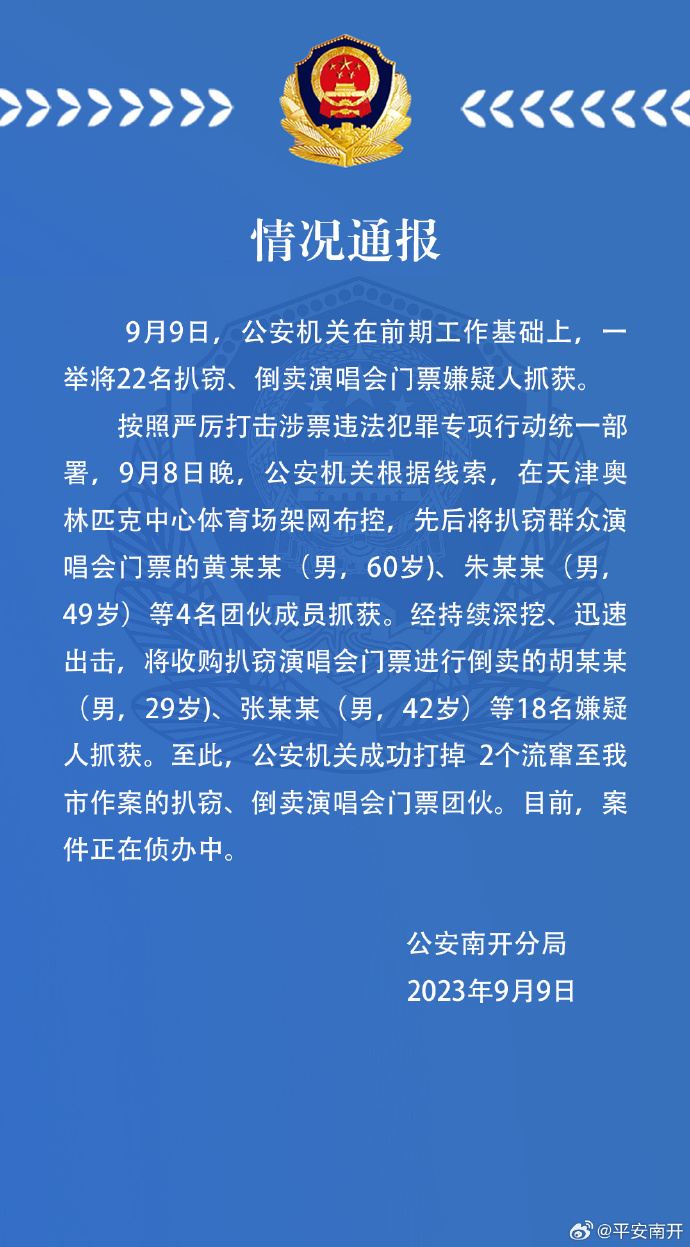 情况通报
9月9日，公安机关在前期工作基础上，一
举将22名扒窃、倒卖演唱会门票嫌疑人抓获。
按照严厉打击涉票违法犯罪专项行动统一部
署，9月8日晚，公安机关根据线索，在天津奥
林匹克中心体育场架网布控，先后将扒窃群众演
唱会门票的黄某某（男，60岁)、朱某某（男，
49岁）等4名团伙成员抓获。经持续深挖、迅速
出击，将收购扒窃演唱会门票进行倒卖的胡某某
（男，29岁)、张某某（男，42岁）等18名嫌疑
人抓获。至此，公安机关成功打掉 2个流窜至我
市作案的扒窃、倒卖演唱会门票团伙。目前，案
件正在侦办中。
公安南开分局
2023年9月9日
@平安南开